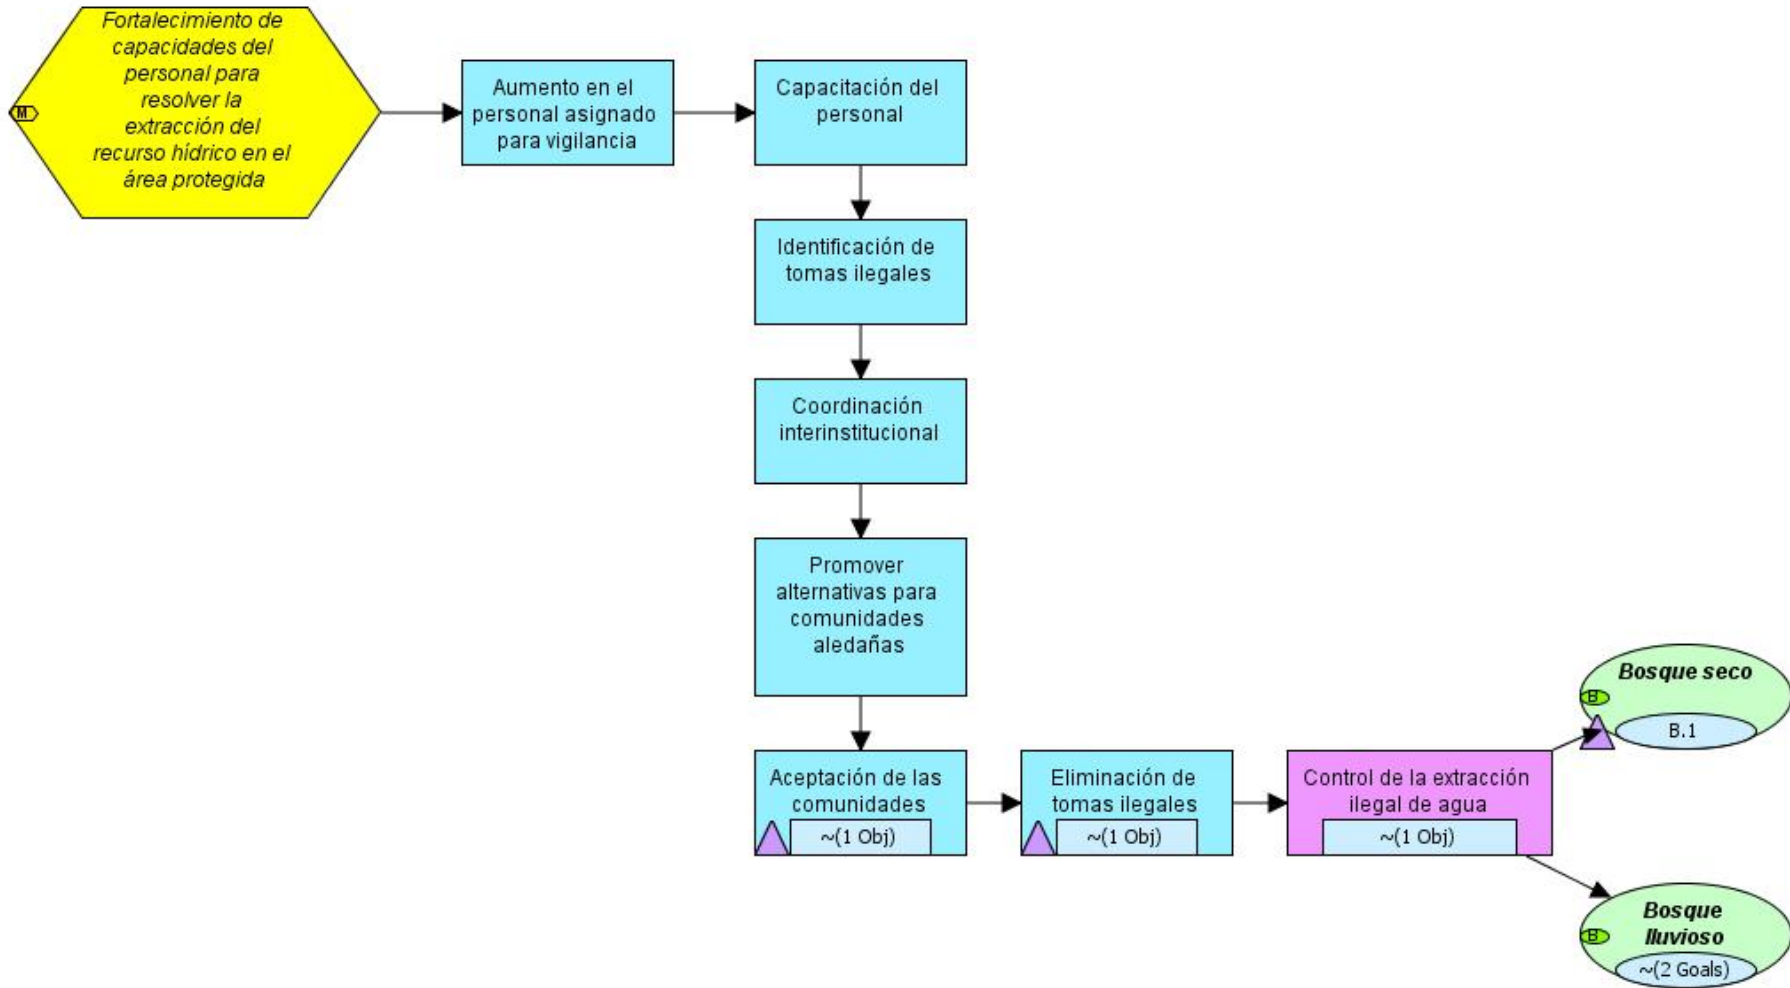 Fortalecimiento de
capacidades del
personal para
resolver la
extracción del
recurso hídrico en el
área protegida
M
Aumento en el
personal asignado
para vigilancia
Capacitación del
personal
Identificación de
tomas ilegales
Coordinación
interinstitucional
Promover
alternativas para
comunidades
aledañas
Aceptación de las
comunidades
~(1 Obj)
Eliminación de
tomas ilegales
~(1 Obj)
Control de la extracción
ilegal de agua
~(1 Obj)
Bosque seco
B
B.1
Bosque
lluvioso
B
~(2 Goals)